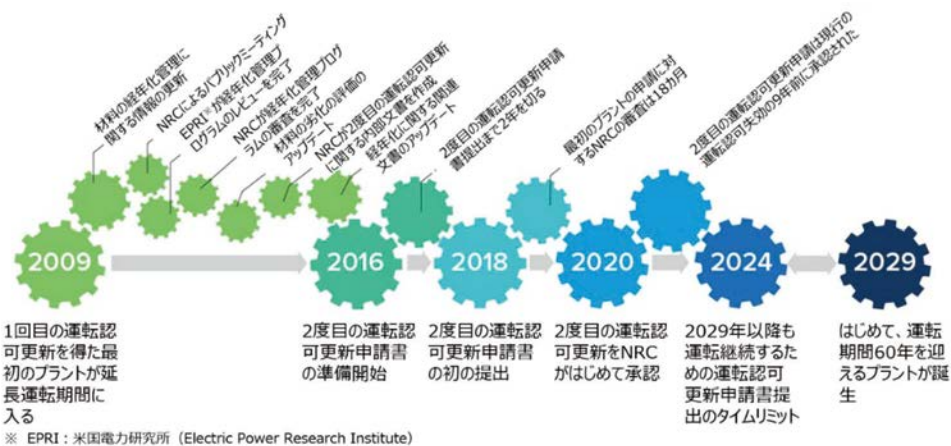 材料の経年化管理に
関する情報の更新
NRCによるパブリックミーティング
EPRI※が経年化管理プ
ログラムのレビューを完了
NRCが経年化管理プログ
ラムの審査を完了
材料の劣化の評価の
アップデート
NRCが2度目の運転認可更新
に関する内部文書を作成
経年化に関する関連
文書のアップデート
2度目の運転認可更新申請
書提出まで2年を切る
最初のプラントの申請に対
するNRCの審査は18カ月
2度目の運転認可更新申請は現行の
運転認可失効の9年前に承認された
2009
2016
2018
2020
2024
2029
1回目の運転認
可更新を得た最
初のプラントが延
長運転期間に
入る
2度目の運転認
可更新申請書
の準備開始
2度目の運転認
可更新申請書
の初の提出
2度目の運転認
可更新をNRC
がはじめて承認
2029年以降も
運転継続するた
めの運転認可
更新申請書提
出のタイムリミット
はじめて、運転
期間60年を迎
えるプラントが誕
生
※ EPRI：米国電力研究所（Electric Power Research Institute）